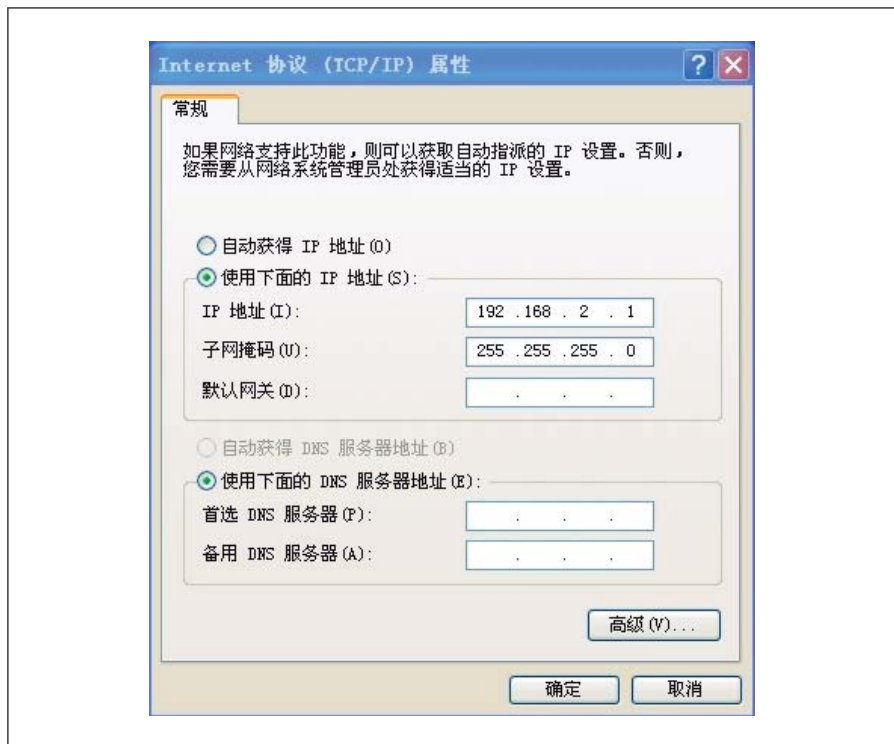 Internet 协议 (TCP/IP) 属性
常规
如果网络支持此功能，则可以获取自动指派的 IP 设置。否则，
您需要从网络系统管理员处获得适当的 IP 设置。
自动获得 IP 地址(O)
使用下面的 IP 地址(S):
IP 地址(I): 192 .168 . 2 . 1
子网掩码(U): 255 .255 .255 . 0
默认网关(D): . . .
自动获得 DNS 服务器地址(B)
使用下面的 DNS 服务器地址(E):
首选 DNS 服务器(P): . . .
备用 DNS 服务器(A): . . .
高级(V)...
确定 取消